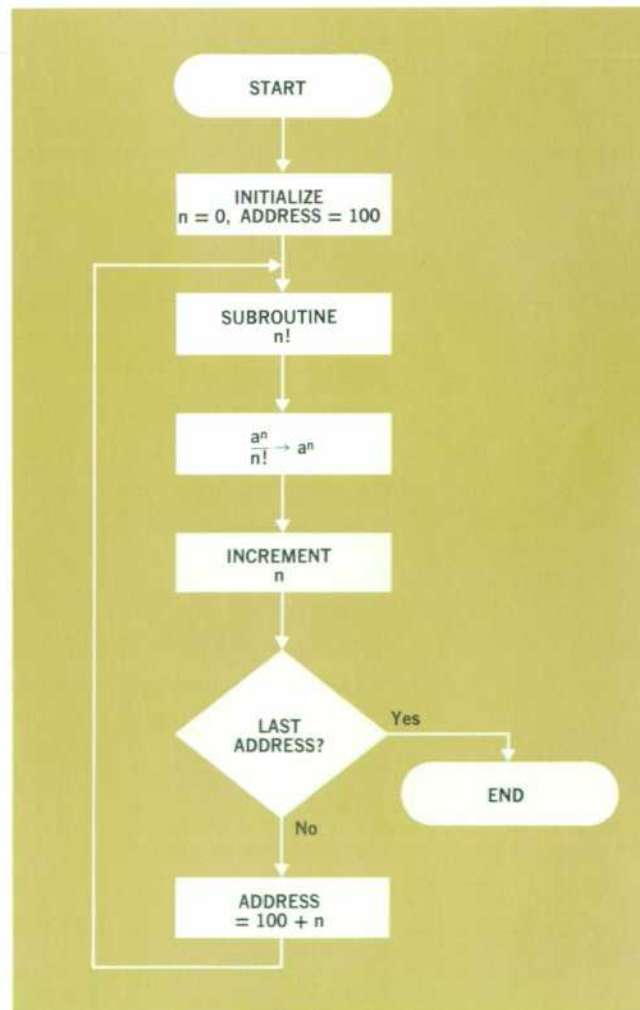 START
INITIALIZE
n = 0, ADDRESS = 100
SUBROUTINE
n!
aⁿ
n! → aⁿ
INCREMENT
n
LAST
ADDRESS?
Yes
END
No
ADDRESS
= 100 + n